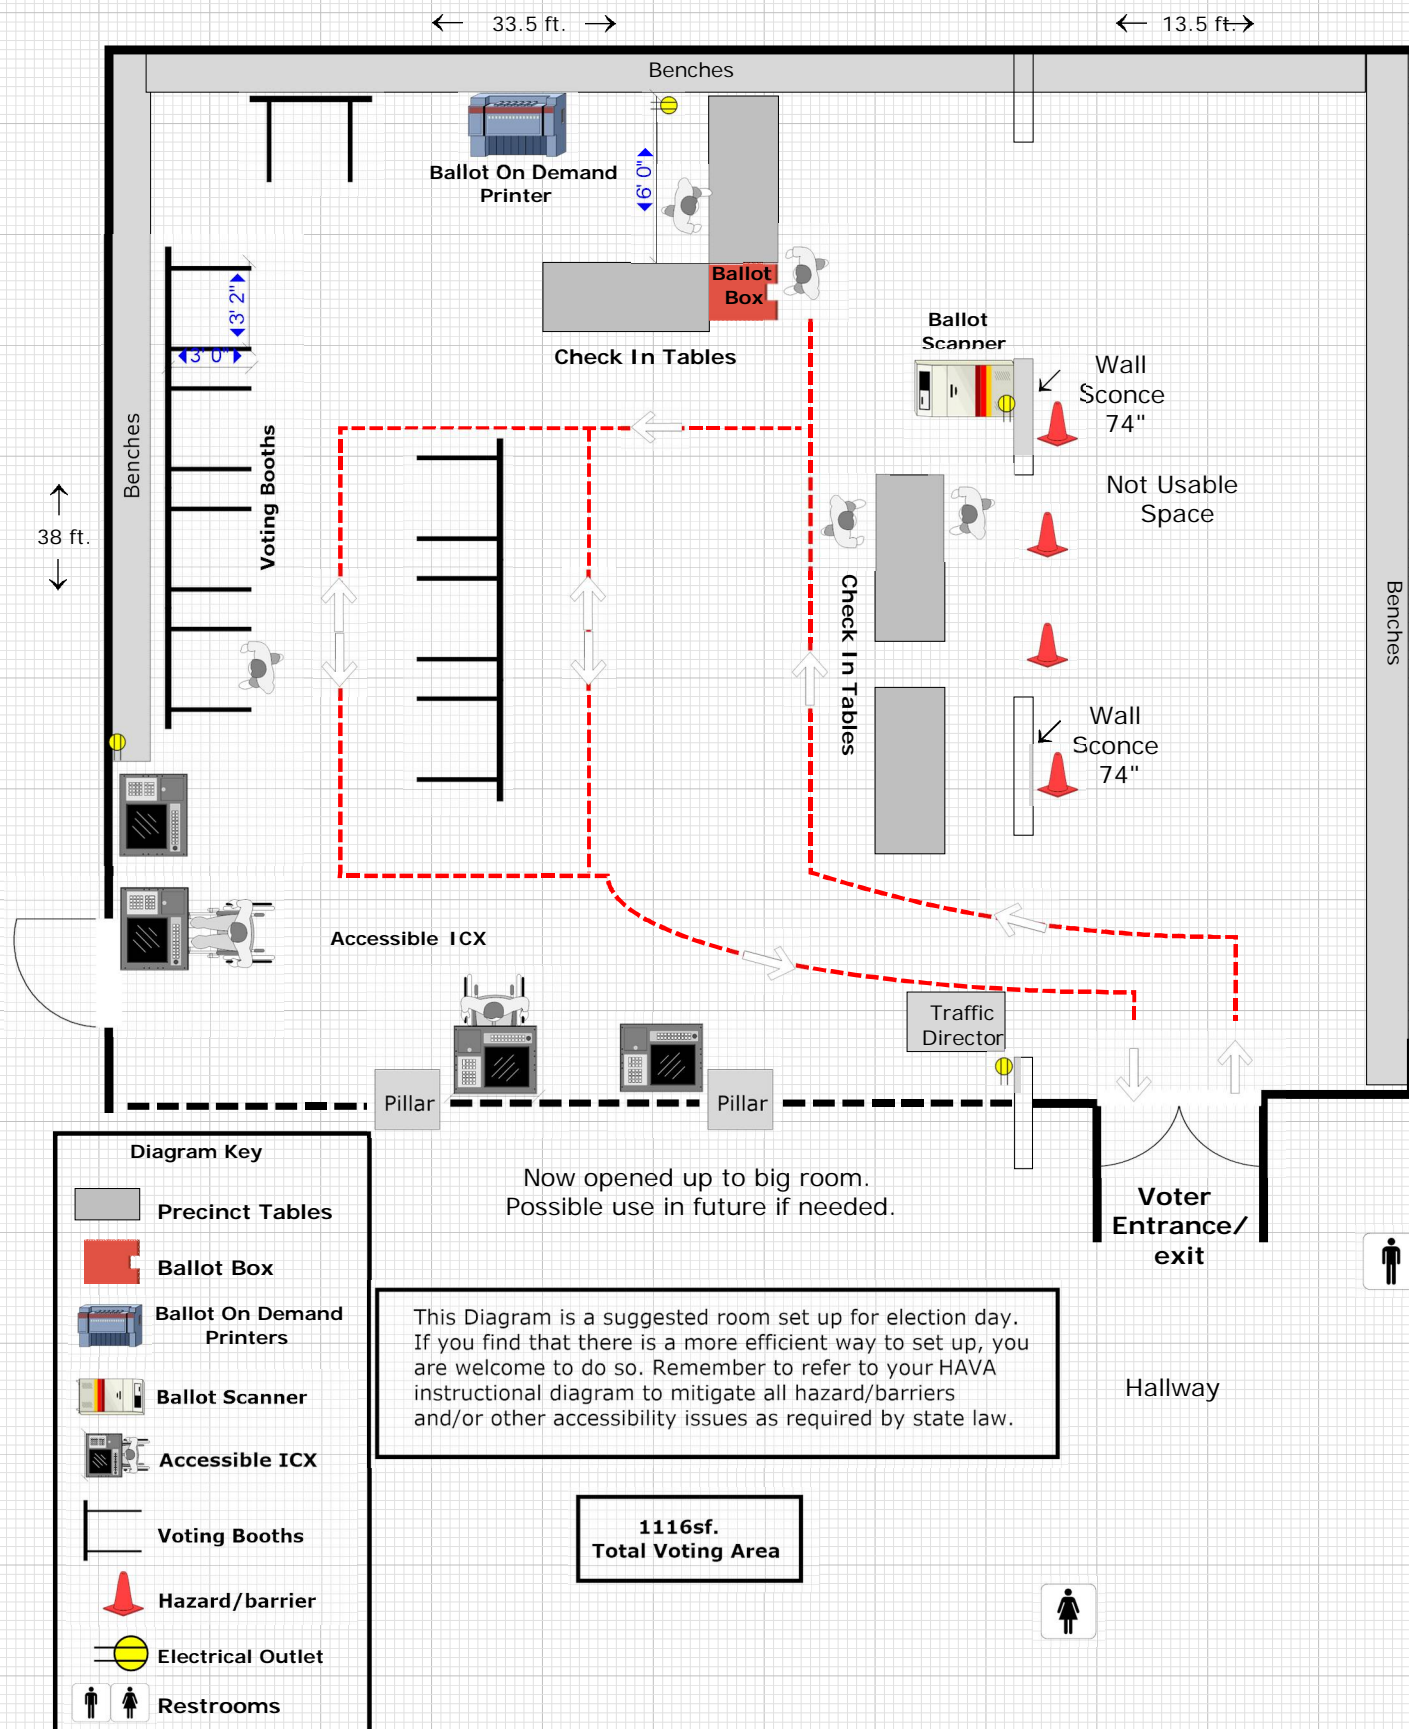 33.5 ft.
13.5 ft.
Benches
Ballot On Demand
Printer
6' 0"
Ballot
Box
Check In Tables
3' 2"
3' 0"
Ballot
Scanner
Wall
Sconce
74"
Benches
Voting Booths
38 ft.
Not Usable
Space
Check In Tables
Benches
Wall
Sconce
74"
Accessible ICX
Traffic
Director
Pillar
Pillar
Now opened up to big room.
Possible use in future if needed.
Voter
Entrance/
exit
Diagram Key
Precinct Tables
Ballot Box
Ballot On Demand
Printers
Ballot Scanner
Accessible ICX
Voting Booths
Hazard/barrier
Electrical Outlet
Restrooms
This Diagram is a suggested room set up for election day.
If you find that there is a more efficient way to set up, you
are welcome to do so. Remember to refer to your HAVA
instructional diagram to mitigate all hazard/barriers
and/or other accessibility issues as required by state law.
Hallway
1116sf.
Total Voting Area